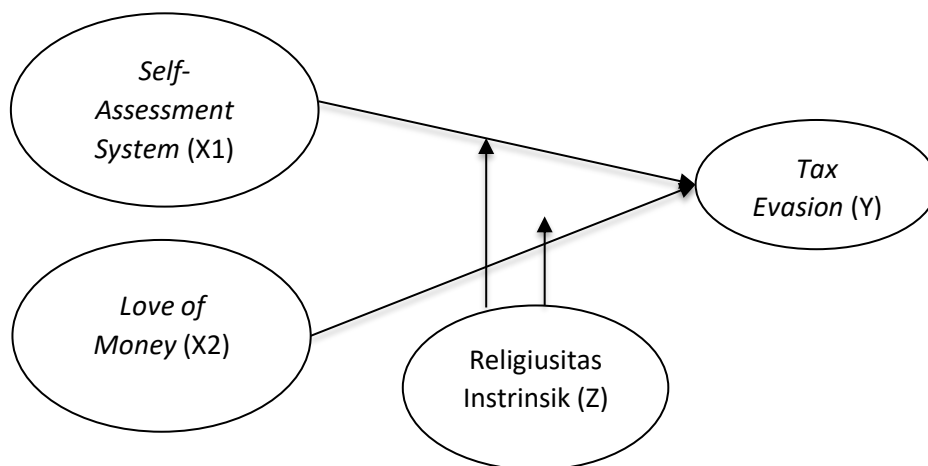 Self-
Assessment
System (X1)
Tax
Evasion (Y)
Love of
Money (X2)
Religiusitas
Instrinsik (Z)